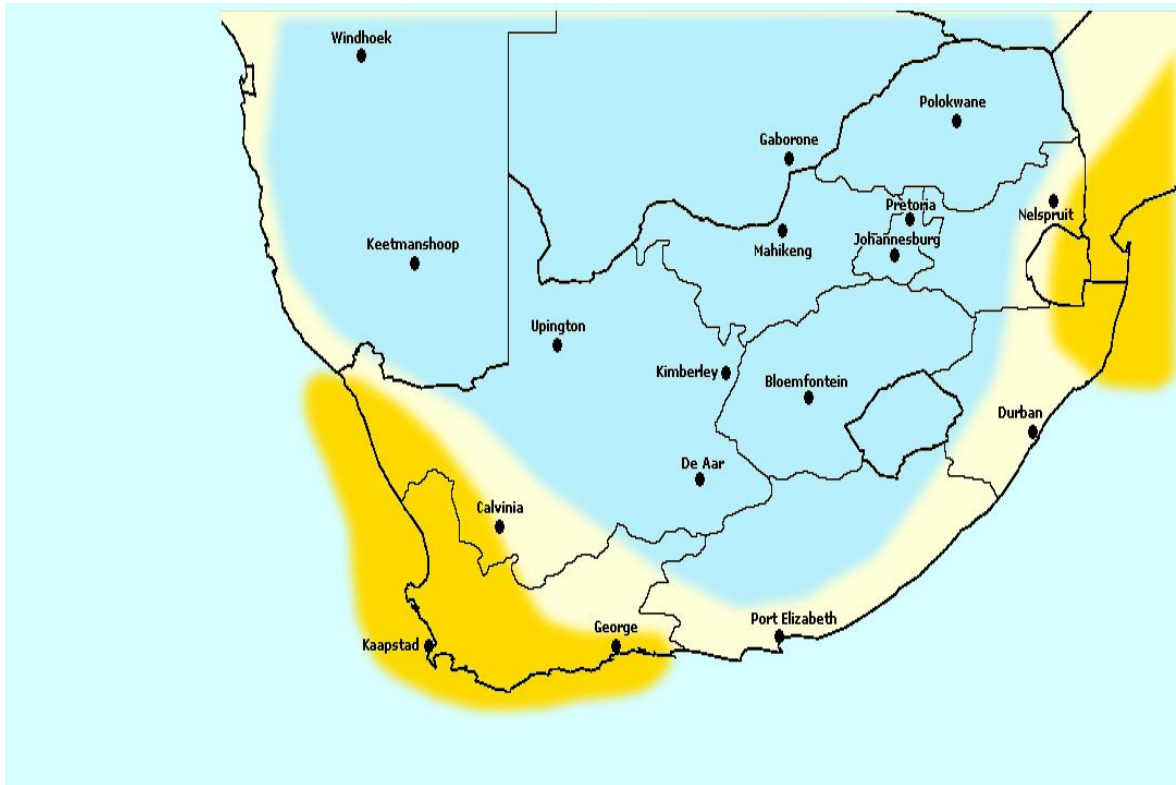 Windhoek
Polokwane
Gaborone
Pretoria
Nelspruit
Keetmanshoop
Mahikeng
Johannesburg
Upington
Kimberley
Bloemfontein
Durban
De Aar
Calvinia
Port Elizabeth
George
Kaapstad